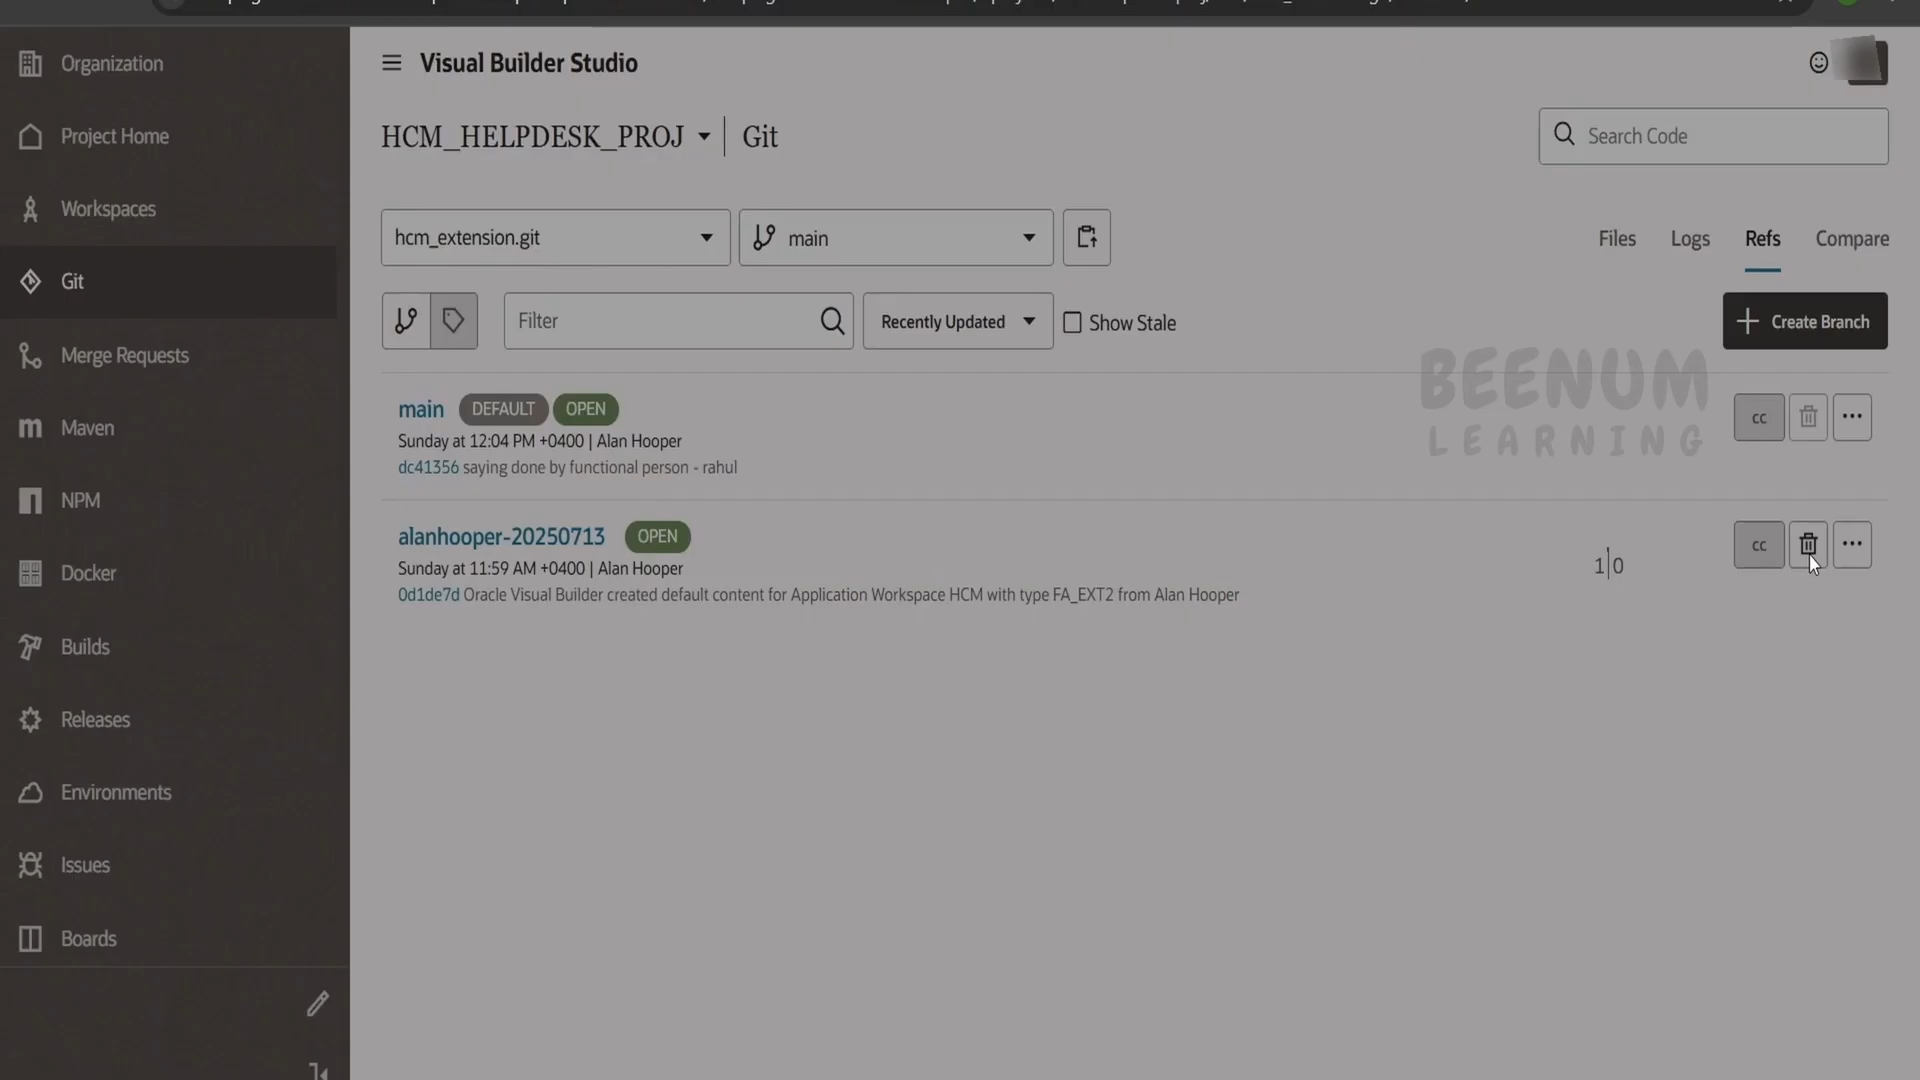 Organization
Project Home
Workspaces
Git
Merge Requests
Maven
NPM
Docker
Builds
Releases
Environments
Issues
Boards
Visual Builder Studio
HCM_HELPDESK_PROJ
Git
Search Code
hcm_extension.git
main
Files
Logs
Refs
Compare
Filter
Recently Updated
Show Stale
Create Branch
BEENUM
LEARNING
main DEFAULT OPEN
Sunday at 12:04 PM +0400 | Alan Hooper
dc41356 saying done by functional person - rahul
cc
alanhooper-20250713 OPEN
Sunday at 11:59 AM +0400 | Alan Hooper
0d1de7d Oracle Visual Builder created default content for Application Workspace HCM with type FA_EXT2 from Alan Hooper
1|0
cc